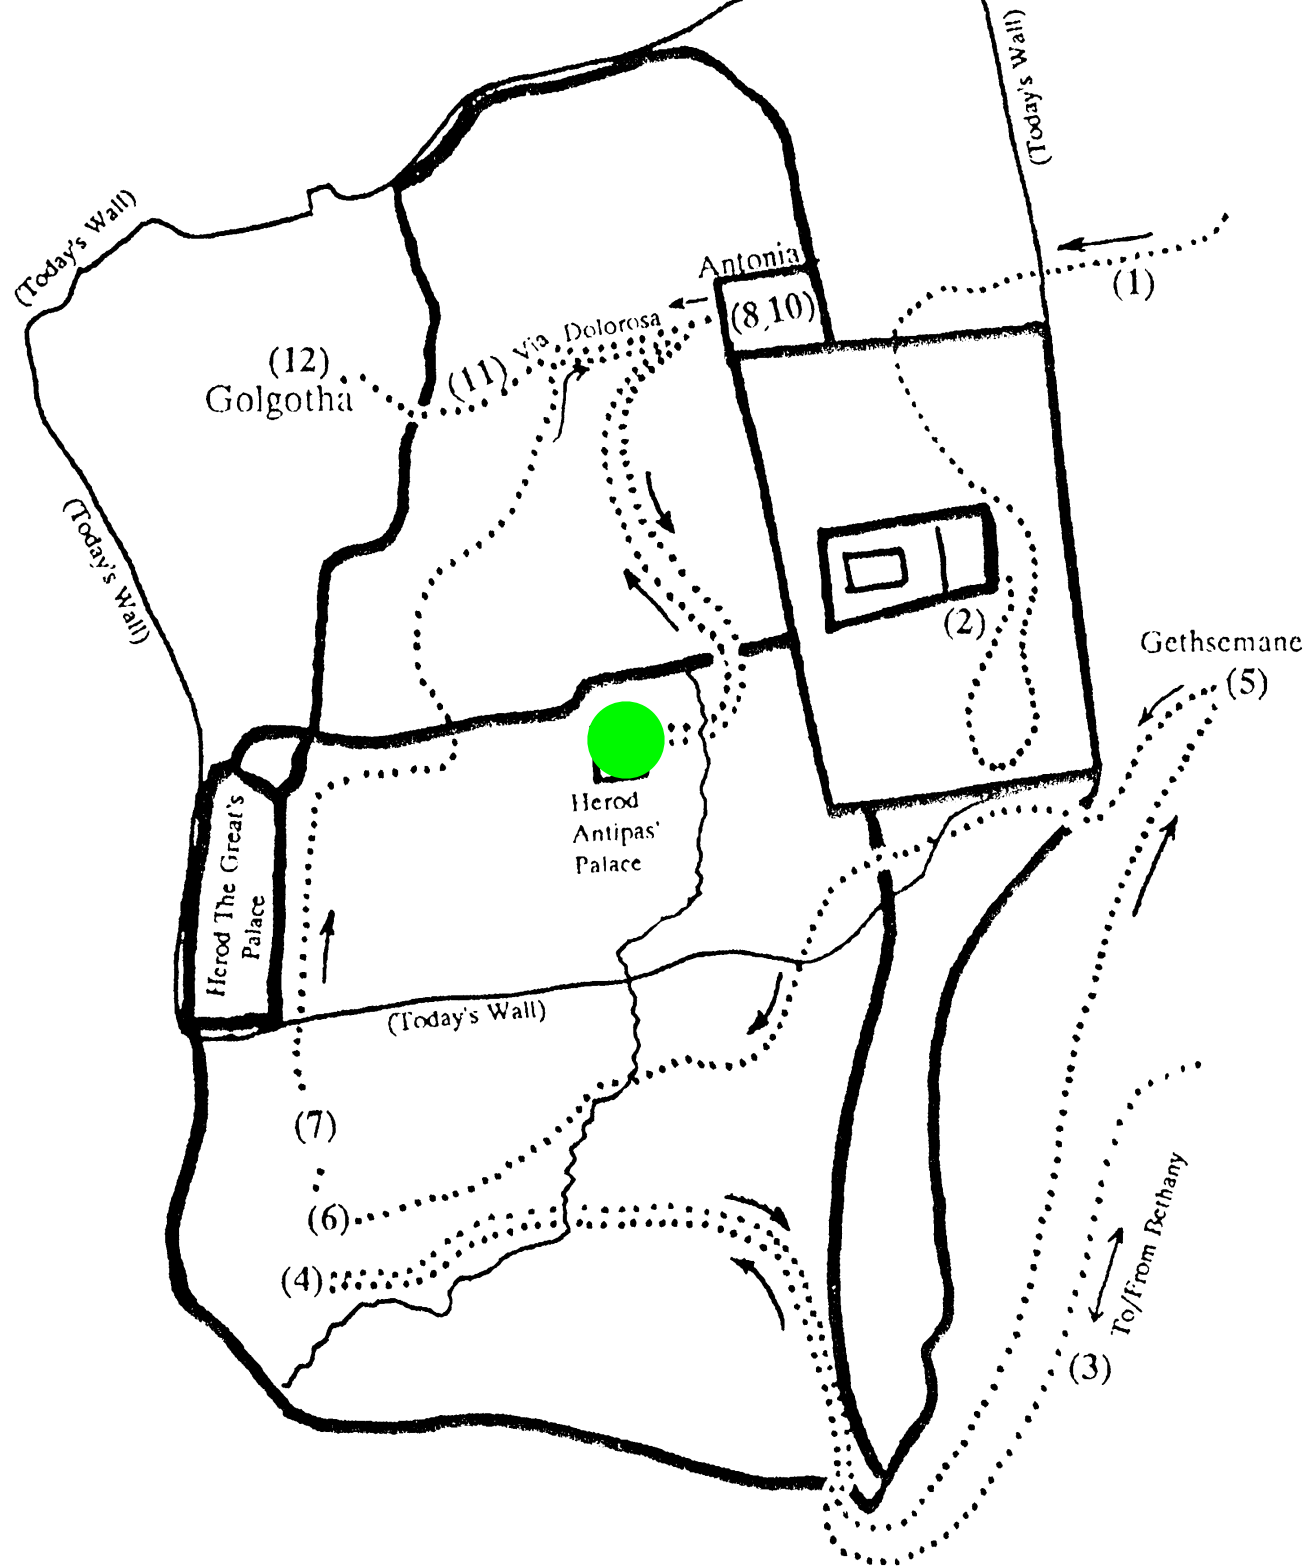 (Today's Wall)
(Today's Wall)
(1)
Antonia
(8,10)
Via Dolorosa
(11)
(12)
Golgotha
(Today's Wall)
(2)
Gethsemane
(5)
Herod
Antipas'
Palace
Herod The Great's
Palace
(Today's Wall)
(7)
(6)
(4)
To/From Bethany
(3)